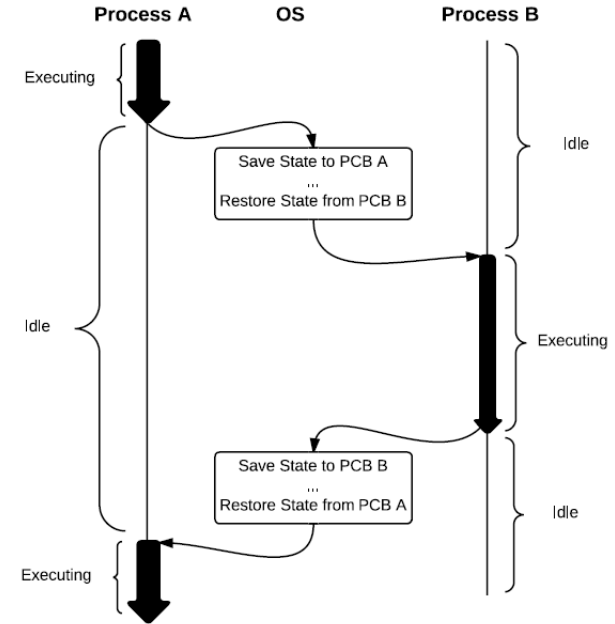 Process A
OS
Process B
Executing
Idle
Save State to PCB A
...
Restore State from PCB B
Idle
Executing
Save State to PCB B
...
Restore State from PCB A
Idle
Executing